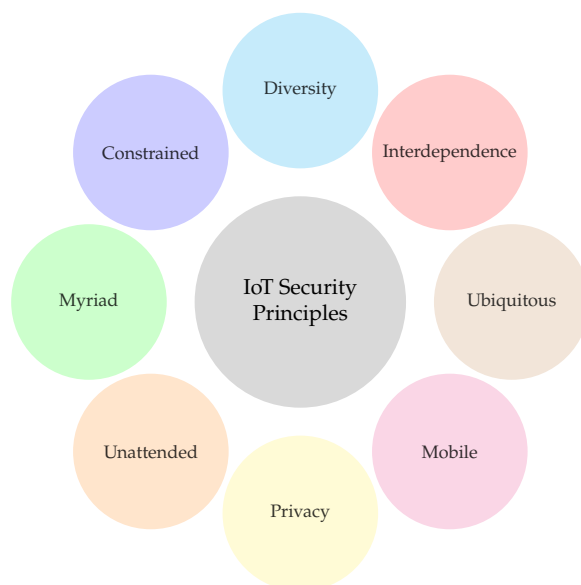 Diversity
Constrained
Interdependence
IoT Security
Principles
Myriad
Ubiquitous
Unattended
Mobile
Privacy